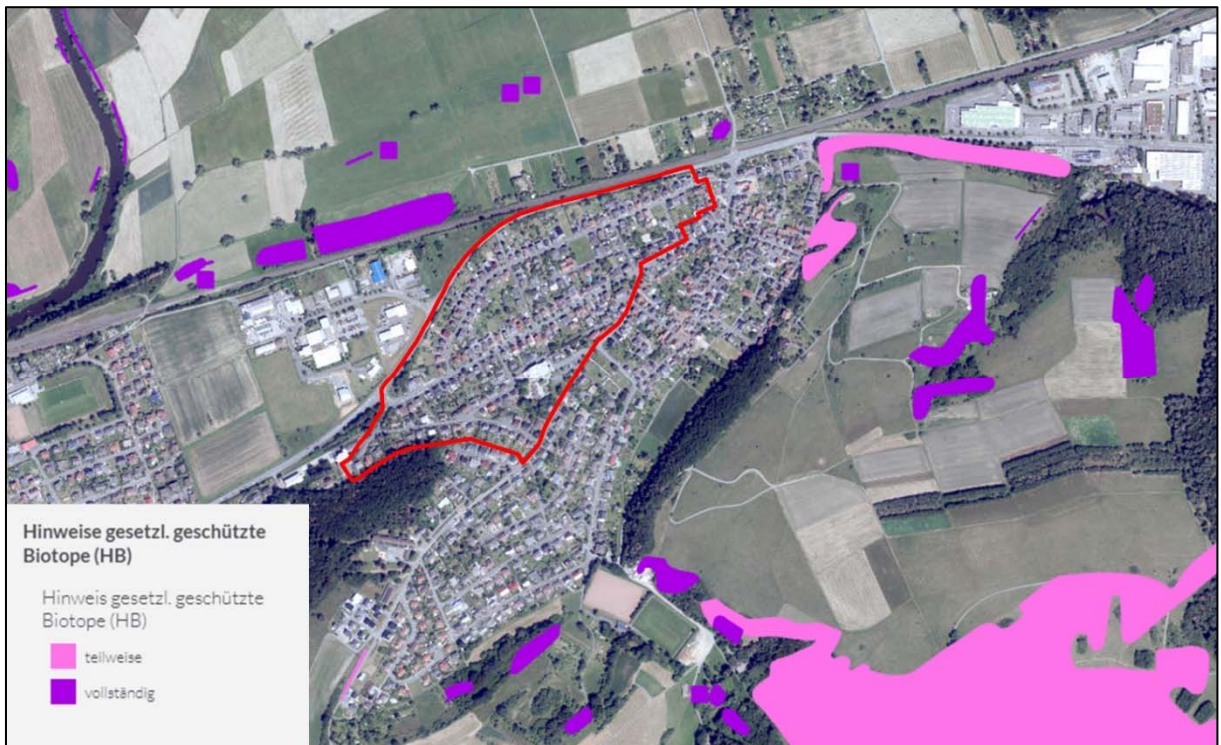 Hinweise gesetzl. geschützte
Biotope (HB)
Hinweis gesetzl. geschützte
Biotope (HB)
teilweise
vollständig